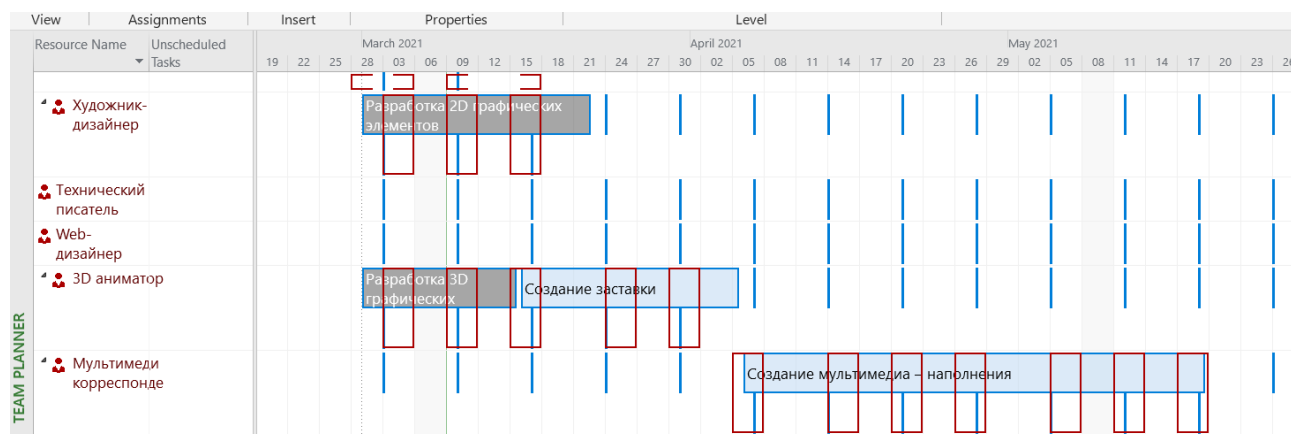 View Assignments Insert Properties Level
Resource Name Unscheduled Tasks
March 2021 April 2021 May 2021
19 22 25 28 03 06 09 12 15 18 21 24 27 30 02 05 08 11 14 17 20 23 26 29 02 05 08 11 14 17 20 23 26
Художник-
дизайнер
Разработка 2D графических
элементов
Технический
писатель
Web-
дизайнер
3D аниматор
Разработка 3D
графических
Создание заставки
Мультимеди
корреспонде
Создание мультимедиа – наполнения
TEAM PLANNER